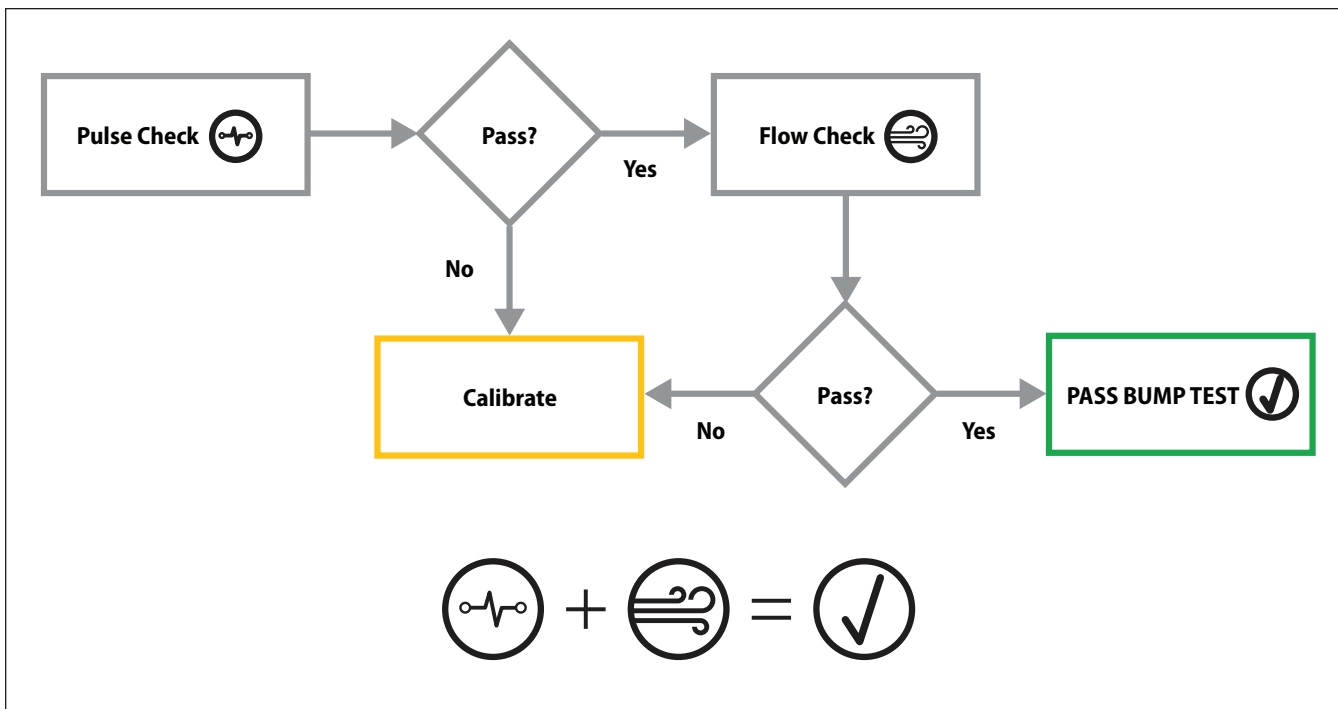 Pulse Check
Pass?
Yes
Flow Check
No
Calibrate
No
Pass?
Yes
PASS BUMP TEST